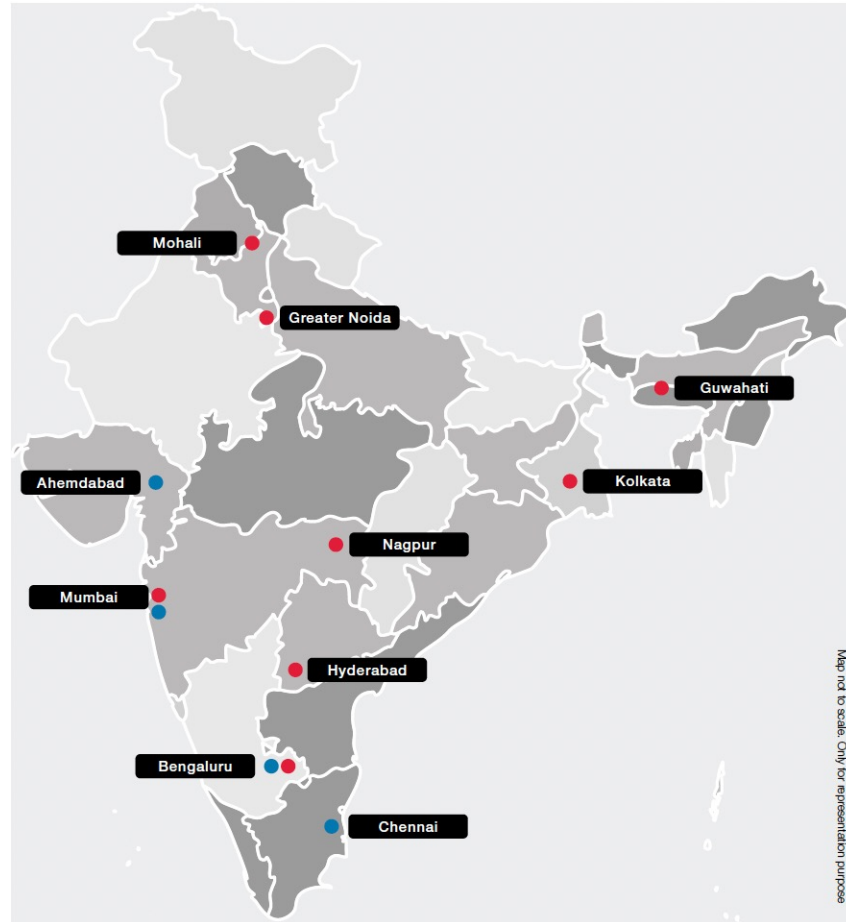 Mohali
Greater Noida
Guwahati
Ahemdabad
Kolkata
Nagpur
Mumbai
Hyderabad
Bengaluru
Chennai
Map not to scale. Only for representation purpose